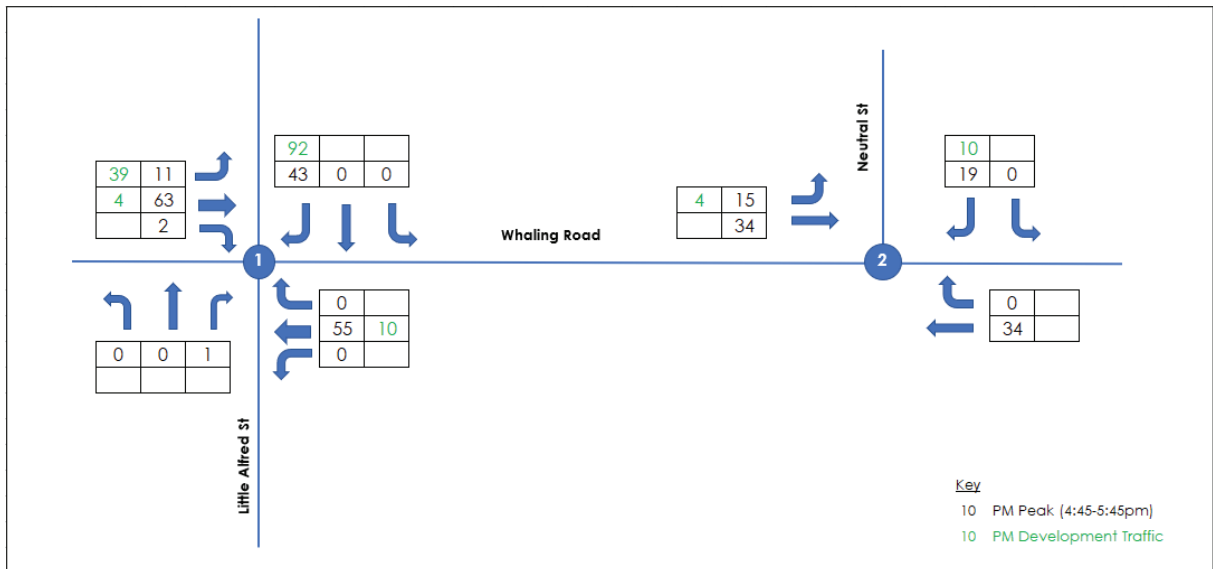 92
43 0 0
39 11
4 63
2
Neutral St
10
19 0
4 15
34
Whaling Road
1
2
0
55 10
0
0
34
0 0 1
Little Alfred St
Key
10 PM Peak (4:45-5:45pm)
10 PM Development Traffic